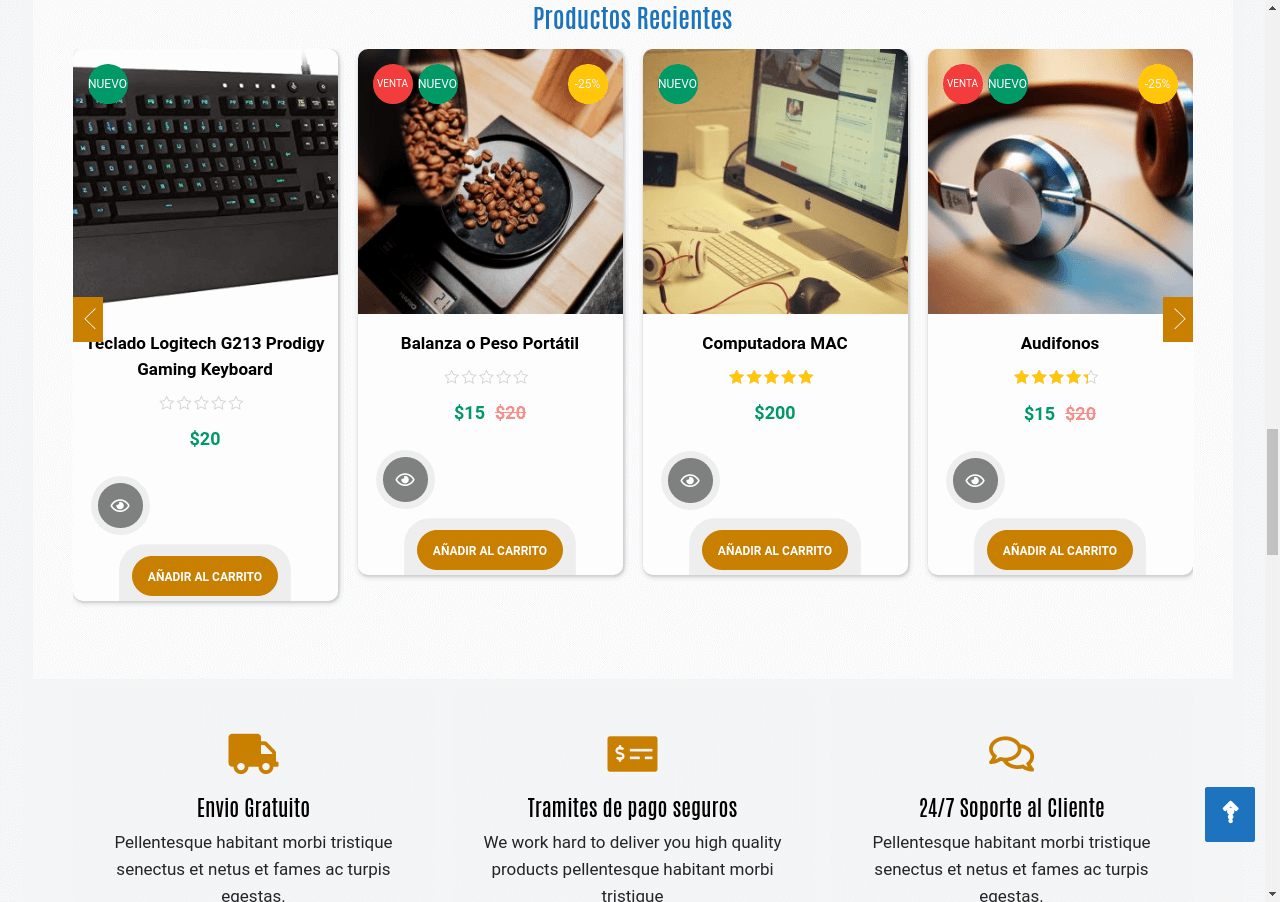 Productos Recientes
NUEVO
VENTA NUEVO -25%
NUEVO
VENTA NUEVO -25%
Teclado Logitech G213 Prodigy
Gaming Keyboard
$20
AÑADIR AL CARRITO
Balanza o Peso Portátil
$15 $20
AÑADIR AL CARRITO
Computadora MAC
$200
AÑADIR AL CARRITO
Audifonos
$15 $20
AÑADIR AL CARRITO
Envio Gratuito
Pellentesque habitant morbi tristique
senectus et netus et fames ac turpis
egestas.
Tramites de pago seguros
We work hard to deliver you high quality
products pellentesque habitant morbi
tristique
24/7 Soporte al Cliente
Pellentesque habitant morbi tristique
senectus et netus et fames ac turpis
egestas.